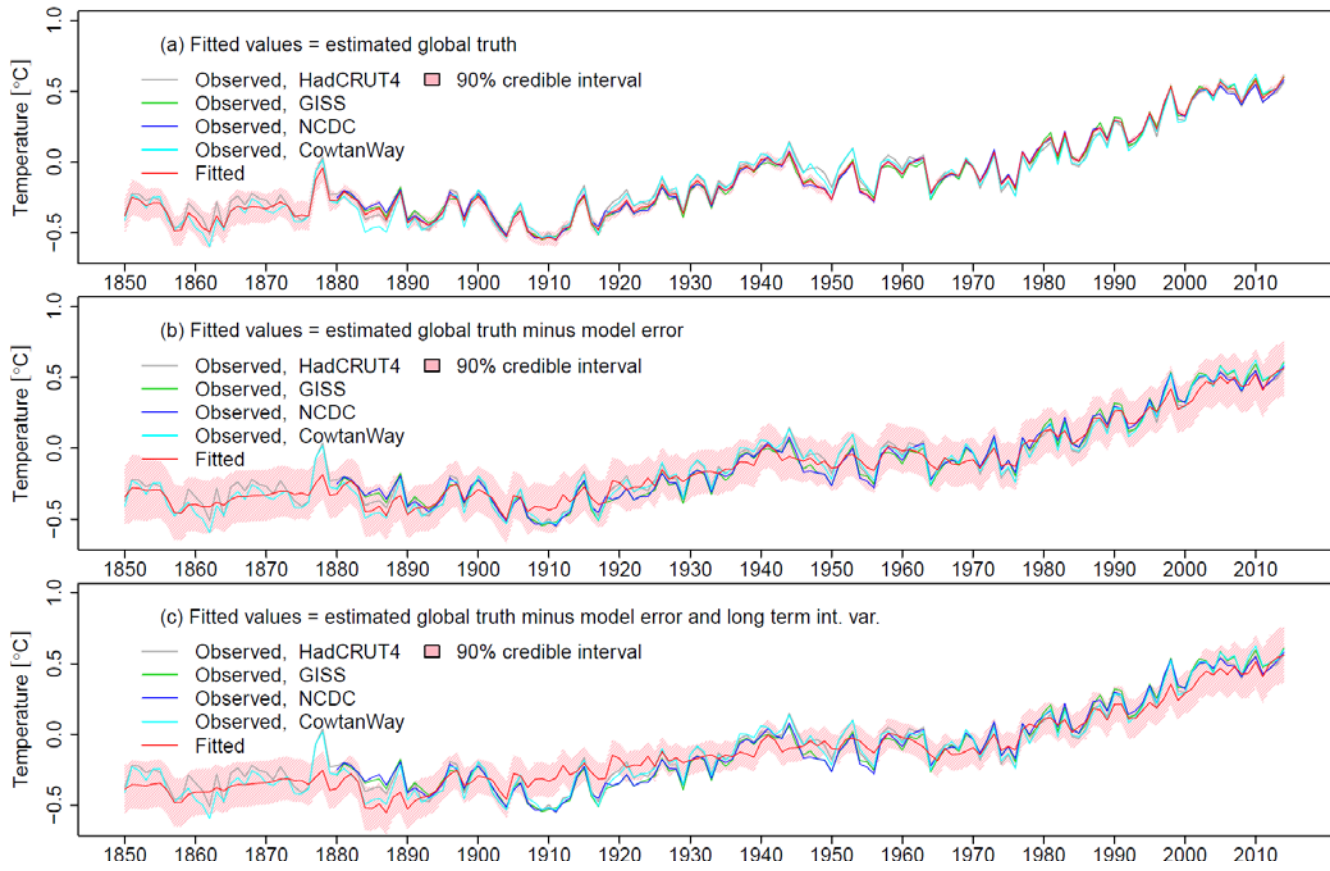 (a) Fitted values = estimated global truth
Observed, HadCRUT4 90% credible interval
Observed, GISS
Observed, NCDC
Observed, CowtanWay
Fitted
Temperature [°C]
1.0
0.5
0.0
−0.5
1850 1860 1870 1880 1890 1900 1910 1920 1930 1940 1950 1960 1970 1980 1990 2000 2010
(b) Fitted values = estimated global truth minus model error
Observed, HadCRUT4 90% credible interval
Observed, GISS
Observed, NCDC
Observed, CowtanWay
Fitted
Temperature [°C]
1.0
0.5
0.0
−0.5
1850 1860 1870 1880 1890 1900 1910 1920 1930 1940 1950 1960 1970 1980 1990 2000 2010
(c) Fitted values = estimated global truth minus model error and long term int. var.
Observed, HadCRUT4 90% credible interval
Observed, GISS
Observed, NCDC
Observed, CowtanWay
Fitted
Temperature [°C]
1.0
0.5
0.0
−0.5
1850 1860 1870 1880 1890 1900 1910 1920 1930 1940 1950 1960 1970 1980 1990 2000 2010